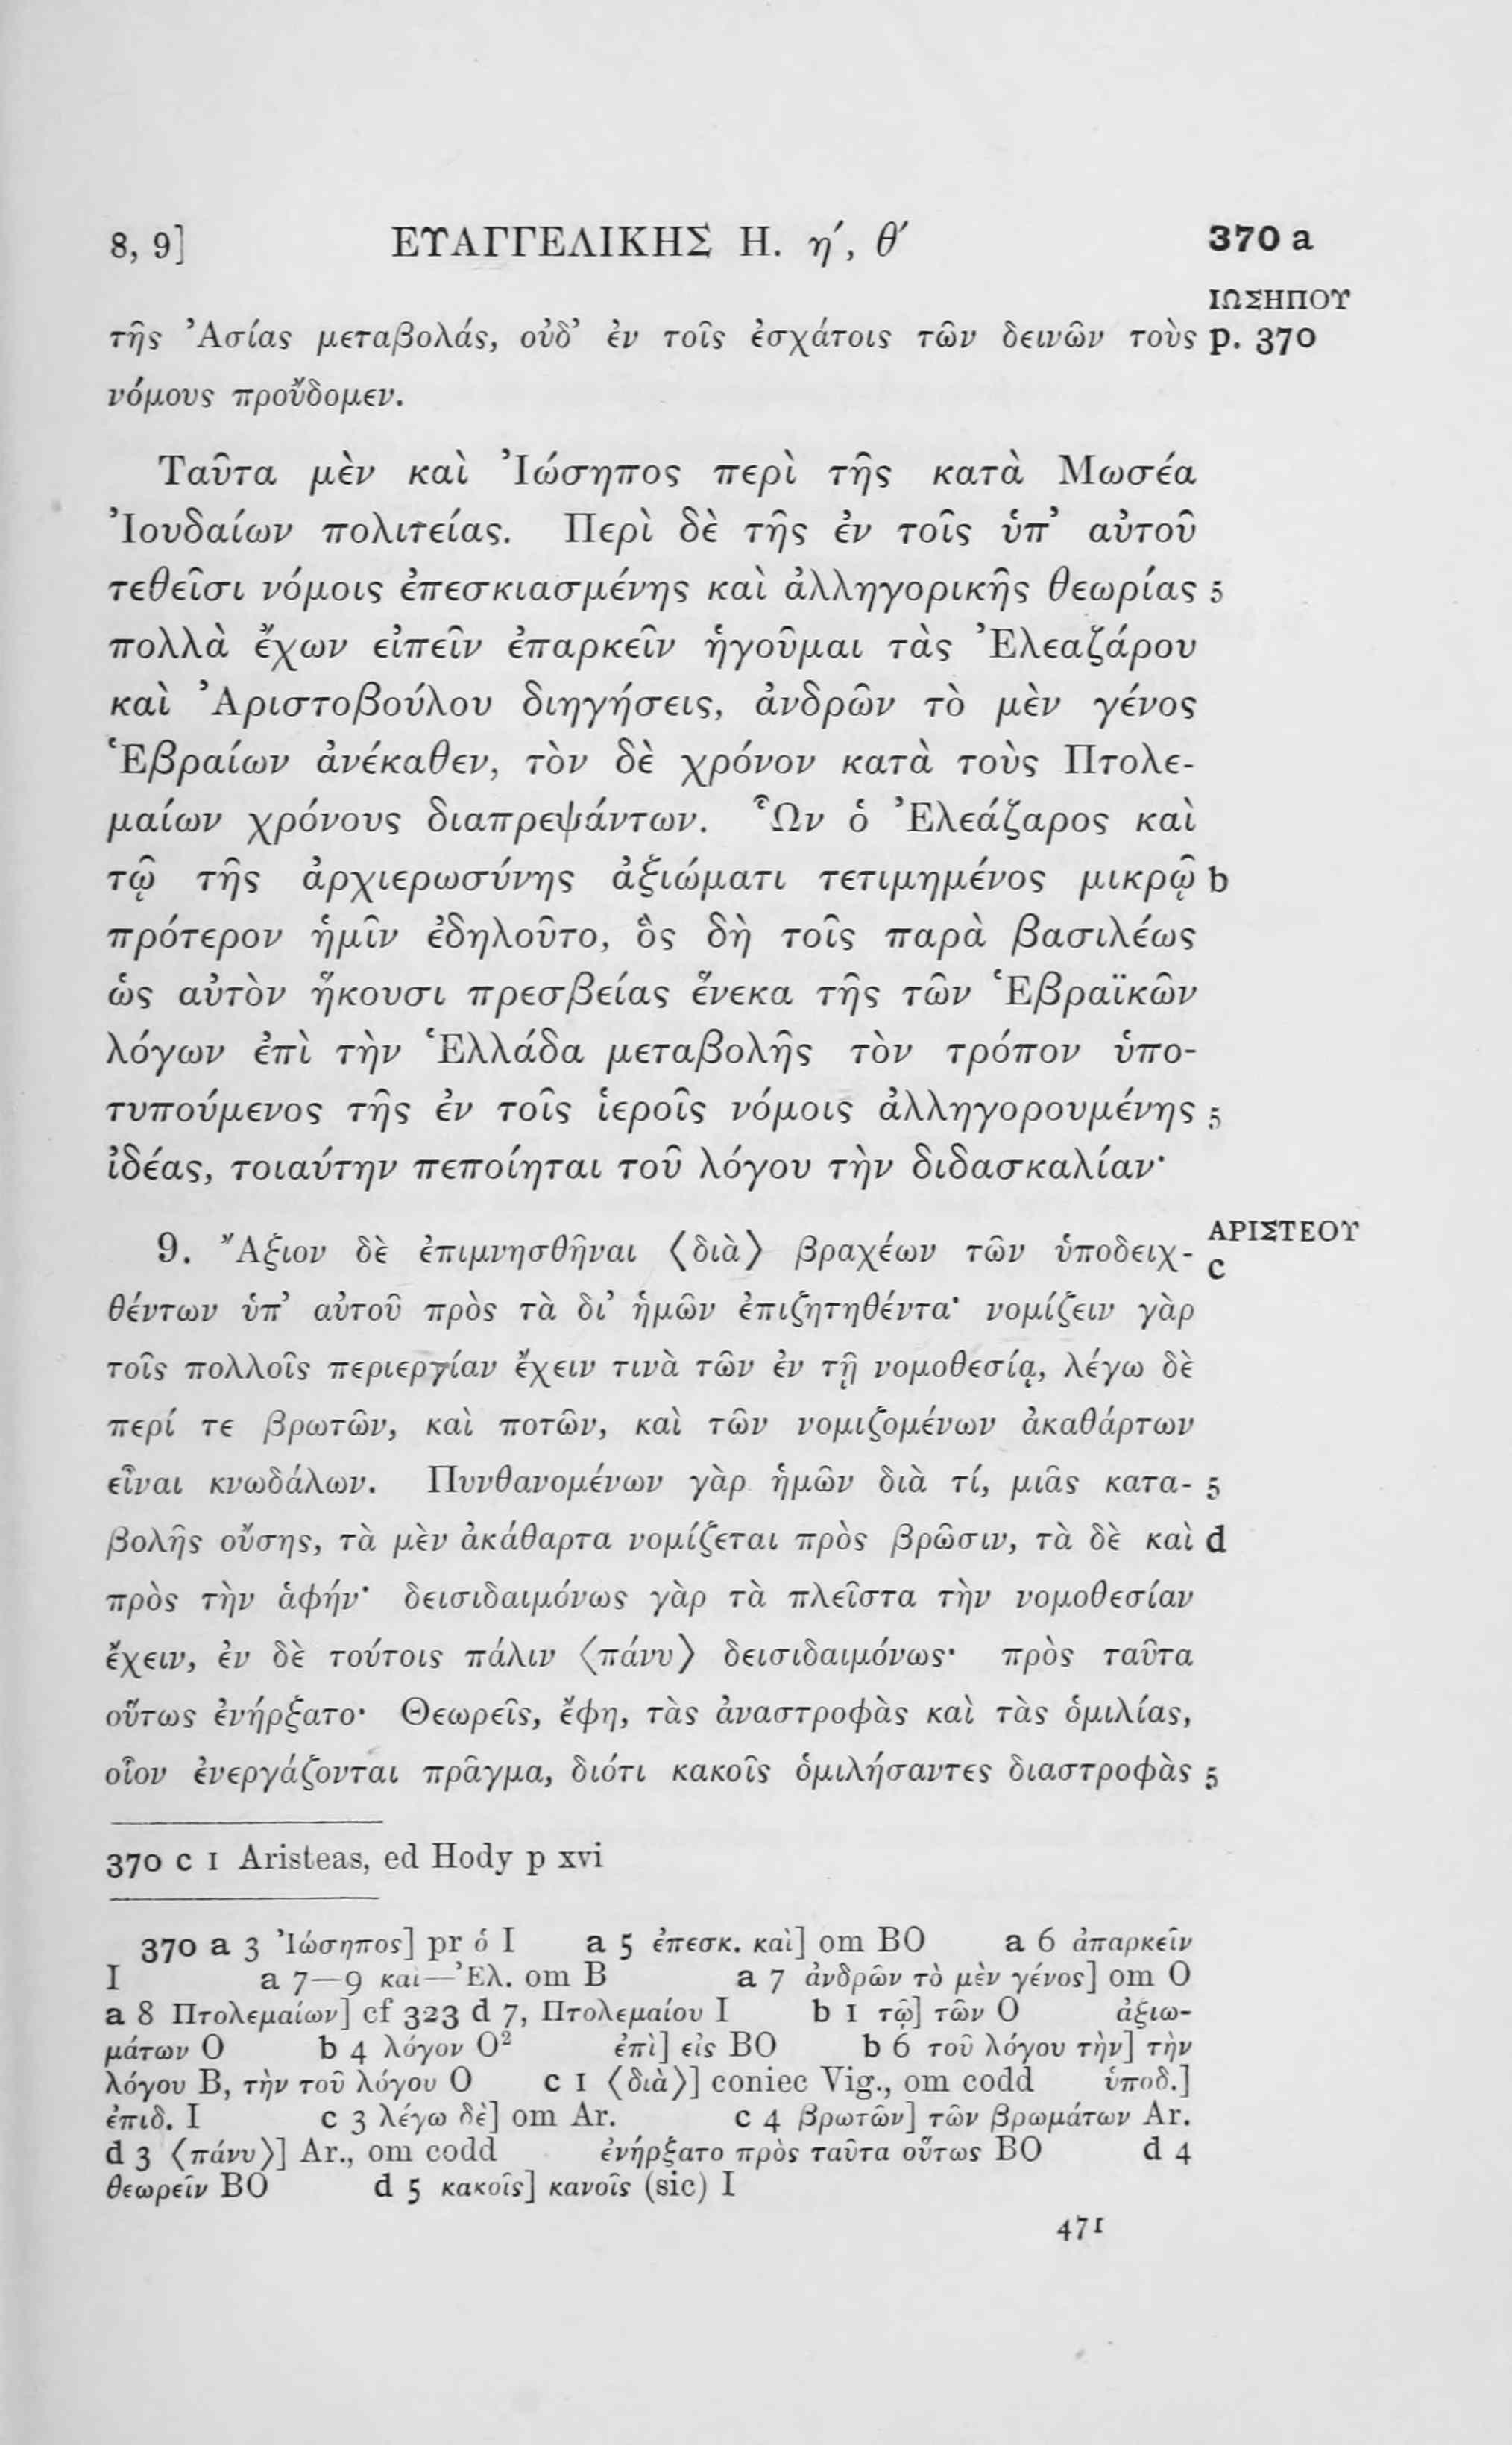 8, 9] ΕΥΑΓΓΕΛΙΚΗΣ Η. η´, θ´ 370 a
ΙΩΣΗΠΟΥ
τῆς Ἀσίας μεταβολάς, οὐδ’ ἐν τοῖς ἐσχάτοις τῶν δεινῶν τοὺς p. 370
νόμους προὔδομεν.
Ταῦτα μὲν καὶ Ἰώσηπος περὶ τῆς κατὰ Μωσέα
Ἰουδαίων πολιτείας. Περὶ δὲ τῆς ἐν τοῖς ὑπ’ αὐτοῦ
τεθεῖσι νόμοις ἐπεσκιασμένης καὶ ἀλληγορικῆς θεωρίας 5
πολλὰ ἔχων εἰπεῖν ἐπαρκεῖν ἡγοῦμαι τὰς Ἐλεαζάρου
καὶ Ἀριστοβούλου διηγήσεις, ἀνδρῶν τὸ μὲν γένος
Ἑβραίων ἀνέκαθεν, τὸν δὲ χρόνον κατὰ τοὺς Πτολε-
μαίων χρόνους διαπρεψάντων. Ὧν ὁ Ἐλεάζαρος καὶ
τῷ τῆς ἀρχιερωσύνης ἀξιώματι τετιμημένος μικρῷ b
πρότερον ἡμῖν ἐδηλοῦτο, ὃς δὴ τοῖς παρὰ βασιλέως
ὡς αὐτὸν ἥκουσι πρεσβείας ἕνεκα τῆς τῶν Ἑβραϊκῶν
λόγων ἐπὶ τὴν Ἑλλάδα μεταβολῆς τὸν τρόπον ὑπο-
τυπούμενος τῆς ἐν τοῖς ἱεροῖς νόμοις ἀλληγορουμένης 5
ἰδέας, τοιαύτην πεποίηται τοῦ λόγου τὴν διδασκαλίαν·
ΑΡΙΣΤΕΟΥ
9. Ἄξιον δὲ ἐπιμνησθῆναι ⟨διὰ⟩ βραχέων τῶν ὑποδειχ- c
θέντων ὑπ’ αὐτοῦ πρὸς τὰ δι’ ἡμῶν ἐπιζητηθέντα· νομίζειν γὰρ
τοῖς πολλοῖς περιεργίαν ἔχειν τινὰ τῶν ἐν τῇ νομοθεσίᾳ, λέγω δὲ
περί τε βρωτῶν, καὶ ποτῶν, καὶ τῶν νομιζομένων ἀκαθάρτων
εἶναι κνωδάλων. Πυνθανομένων γὰρ ἡμῶν διὰ τί, μιᾶς κατα- 5
βολῆς οὔσης, τὰ μὲν ἀκάθαρτα νομίζεται πρὸς βρῶσιν, τὰ δὲ καὶ d
πρὸς τὴν ἁφήν· δεισιδαιμόνως γὰρ τὰ πλεῖστα τὴν νομοθεσίαν
ἔχειν, ἐν δὲ τούτοις πάλιν ⟨πάνυ⟩ δεισιδαιμόνως· πρὸς ταῦτα
οὕτως ἐνήρξατο· Θεωρεῖς, ἔφη, τὰς ἀναστροφὰς καὶ τὰς ὁμιλίας,
οἷον ἐνεργάζονται πρᾶγμα, διότι κακοῖς ὁμιλήσαντες διαστροφὰς 5
370 c 1 Aristeas, ed Hody p xvi
370 a 3 Ἰώσηπος] pr ὁ I a 5 ἐπεσκ. καὶ] om BO a 6 ἀπαρκεῖν
I a 7—9 και—Ἐλ. om B a 7 ἀνδρῶν τὸ μὲν γένος] om O
a 8 Πτολεμαίων] cf 323 d 7, Πτολεμαίου I b 1 τῷ] τῶν O ἀξιω-
μάτων O b 4 λόγον O² ἐπὶ] εἰς BO b 6 τοῦ λόγου τὴν] τὴν
λόγου B, τὴν τοῦ λόγου O c 1 ⟨διὰ⟩] coniec Vig., om codd ὑποδ.]
ἐπιδ. I c 3 λέγω δὲ] om Ar. c 4 βρωτῶν] τῶν βρωμάτων Ar.
d 3 ⟨πάνυ⟩] Ar., om codd ἐνήρξατο πρὸς ταῦτα οὕτως BO d 4
θεωρεῖν BO d 5 κακοῖς] κανοῖς (sic) I
471